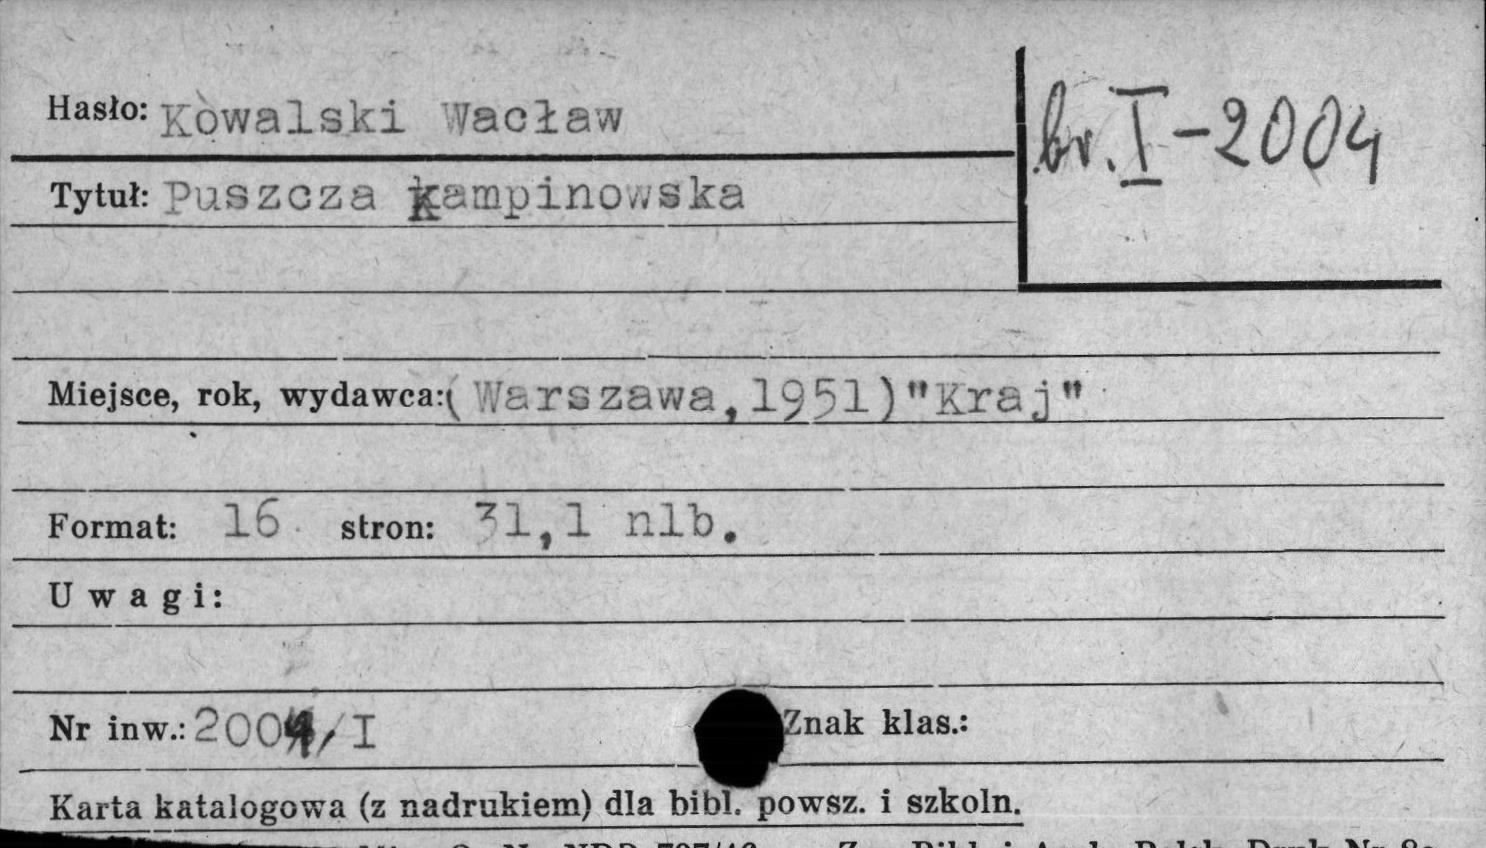 Hasło: Kowalski Wacław
br. I-2004
Tytuł: Puszcza kampinowska
Miejsce, rok, wydawca: (Warszawa,1951)"Kraj"
Format: 16 stron: 31,1 nlb.
Uwagi:
Nr inw.: 2004/I Znak klas.:
Karta katalogowa (z nadrukiem) dla bibl. powsz. i szkoln.